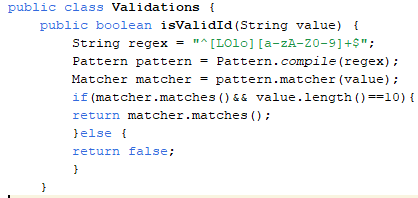 public class Validations {
public boolean isValidId(String value) {
String regex = "^[LOlo][a-zA-Z0-9]+$";
Pattern pattern = Pattern.compile(regex);
Matcher matcher = pattern.matcher(value);
if(matcher.matches()&& value.length()==10){
return matcher.matches();
}else {
return false;
}
}